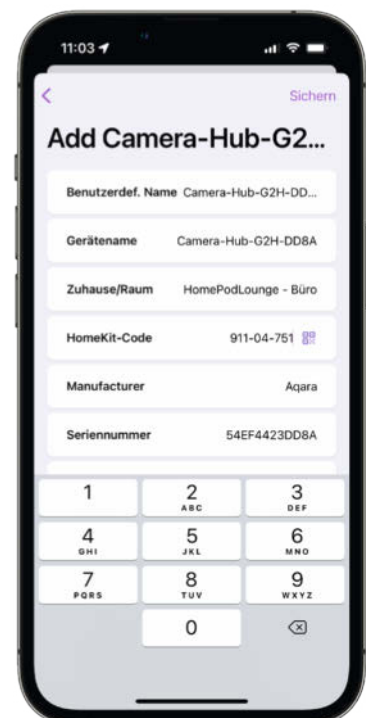 11:03
Sichern
Add Camera-Hub-G2...
Benutzerdef. Name Camera-Hub-G2H-DD...
Gerätename Camera-Hub-G2H-DD8A
Zuhause/Raum HomePodLounge - Büro
HomeKit-Code 911-04-751
Manufacturer Aqara
Seriennummer 54EF4423DD8A
1 2 ABC 3 DEF
4 GHI 5 JKL 6 MNO
7 PQRS 8 TUV 9 WXYZ
0